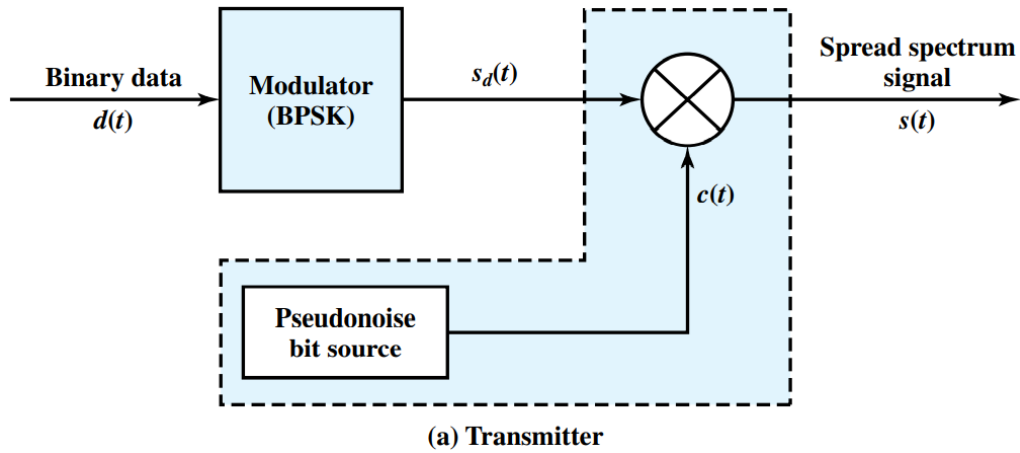 Binary data
d(t)
Modulator
(BPSK)
s_d(t)
Spread spectrum
signal
s(t)
c(t)
Pseudonoise
bit source
(a) Transmitter